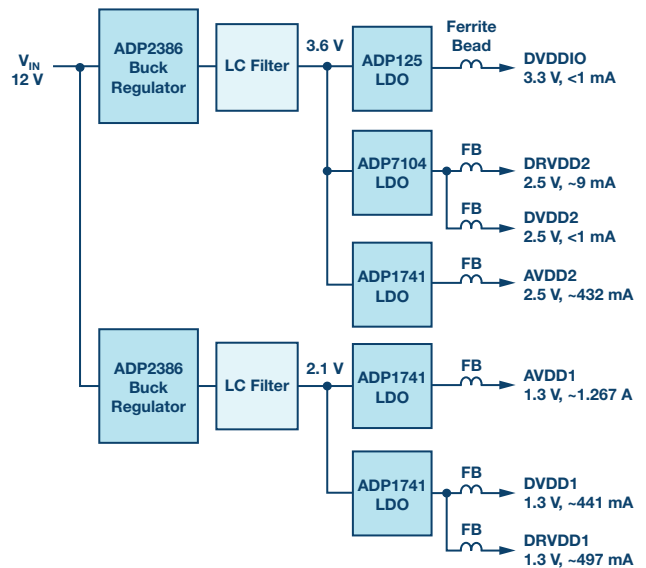 V_IN
12 V
ADP2386
Buck
Regulator
LC Filter
3.6 V
ADP125
LDO
Ferrite
Bead
DVDDIO
3.3 V, <1 mA
ADP7104
LDO
FB
DRVDD2
2.5 V, ~9 mA
FB
DVDD2
2.5 V, <1 mA
ADP1741
LDO
FB
AVDD2
2.5 V, ~432 mA
ADP2386
Buck
Regulator
LC Filter
2.1 V
ADP1741
LDO
FB
AVDD1
1.3 V, ~1.267 A
ADP1741
LDO
FB
DVDD1
1.3 V, ~441 mA
FB
DRVDD1
1.3 V, ~497 mA